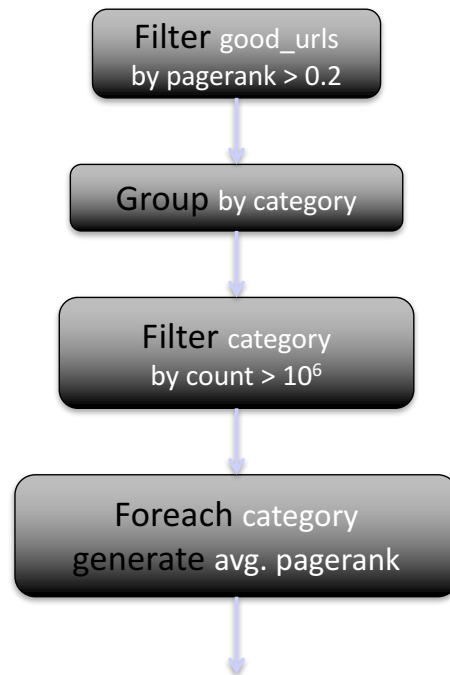 Filter good_urls
by pagerank > 0.2
Group by category
Filter category
by count > 10⁶
Foreach category
generate avg. pagerank